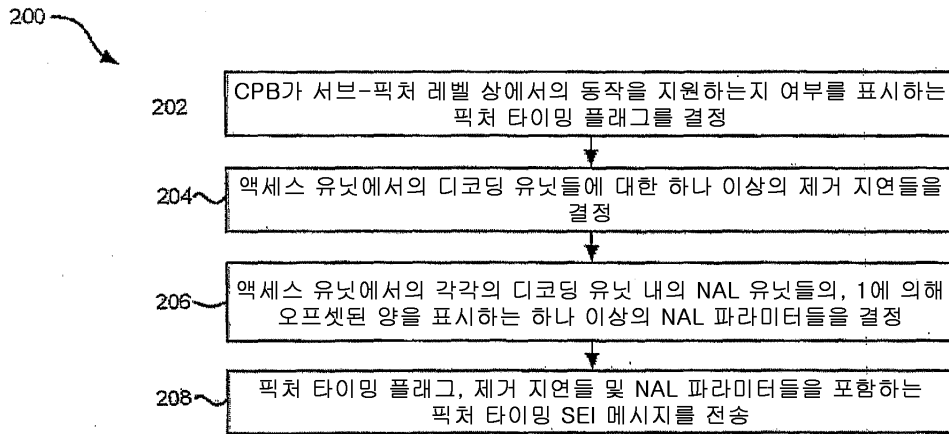 200
202
CPB가 서브-픽처 레벨 상에서의 동작을 지원하는지 여부를 표시하는
픽처 타이밍 플래그를 결정
204
액세스 유닛에서의 디코딩 유닛들에 대한 하나 이상의 제거 지연들을
결정
206
액세스 유닛에서의 각각의 디코딩 유닛 내의 NAL 유닛들의, 1에 의해
오프셋된 양을 표시하는 하나 이상의 NAL 파라미터들을 결정
208
픽처 타이밍 플래그, 제거 지연들 및 NAL 파라미터들을 포함하는
픽처 타이밍 SEI 메시지를 전송